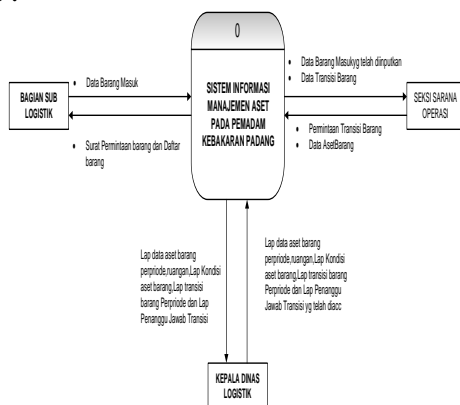 0
SISTEM INFORMASI
MANAJEMEN ASET
PADA PEMADAM
KEBAKARAN PADANG
BAGIAN SUB
LOGISTIK
• Data Barang Masuk
• Surat Permintaan barang dan Daftar
barang
• Data Barang Masukyg telah diinputkan
• Data Transisi Barang
SEKSI SARANA
OPERASI
• Permintaan Transisi Barang
• Data AsetBarang
Lap data aset barang
perpriode,ruangan,Lap Kondisi
aset barang,Lap transisi
barang Perpriode dan Lap
Penanggu Jawab Transisi
Lap data aset barang
perpriode,ruangan,Lap Kondisi
aset barang,Lap transisi barang
Perpriode dan Lap Penanggu
Jawab Transisi yg telah diacc
KEPALA DINAS
LOGISTIK